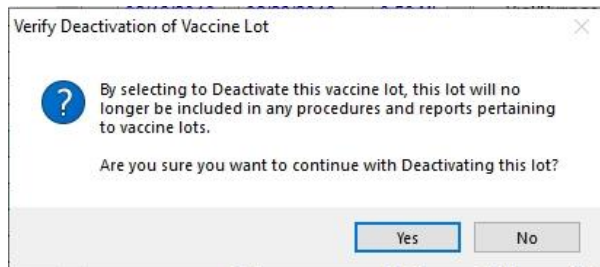 Verify Deactivation of Vaccine Lot
By selecting to Deactivate this vaccine lot, this lot will no
longer be included in any procedures and reports pertaining
to vaccine lots.
Are you sure you want to continue with Deactivating this lot?
Yes No